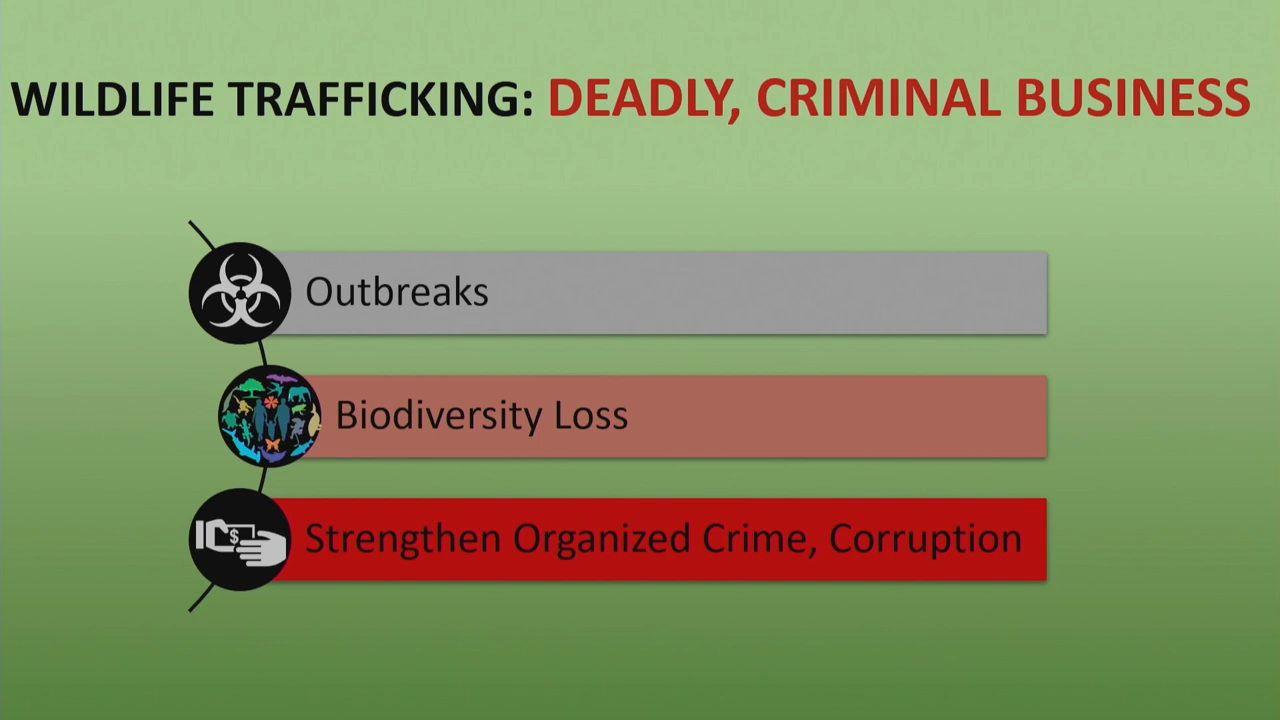 WILDLIFE TRAFFICKING: DEADLY, CRIMINAL BUSINESS
Outbreaks
Biodiversity Loss
$
Strengthen Organized Crime, Corruption